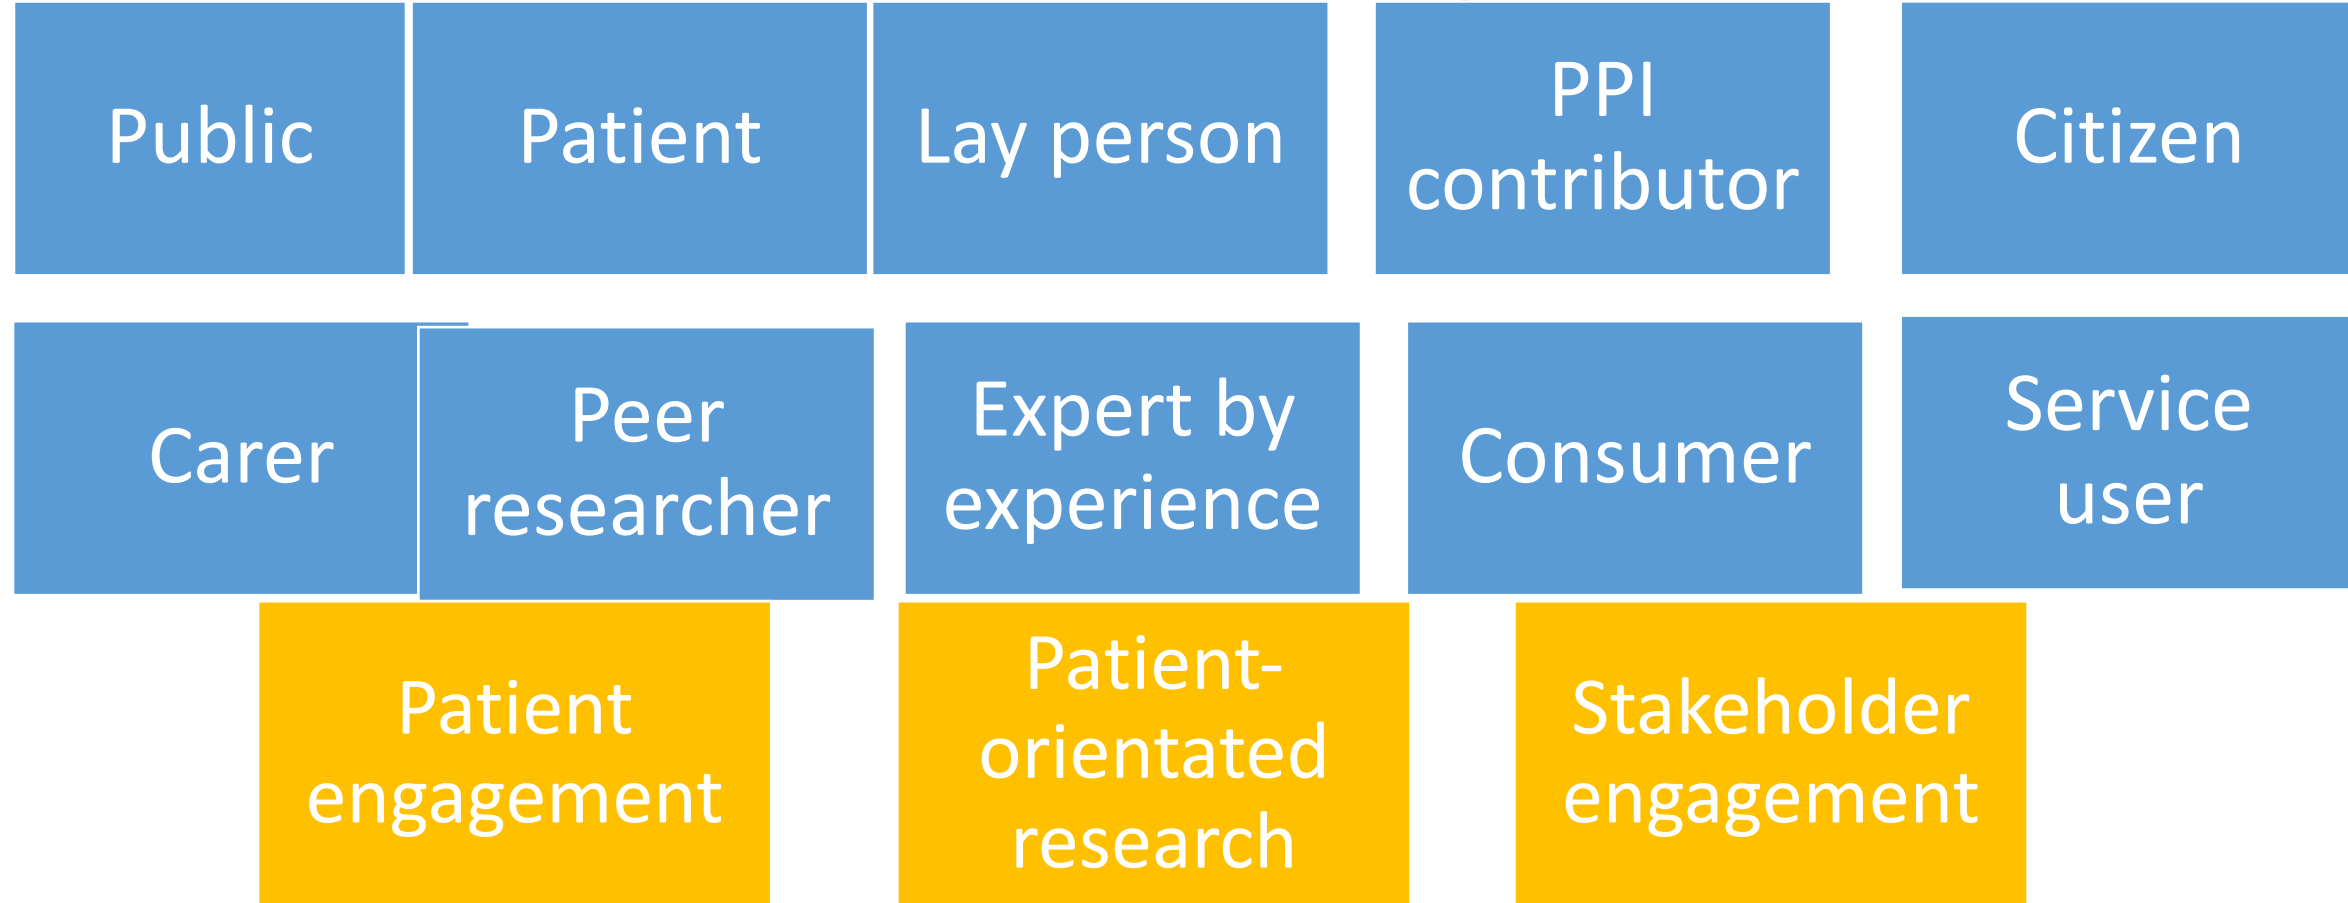 Public
Patient
Lay person
PPI
contributor
Citizen
Carer
Peer
researcher
Expert by
experience
Consumer
Service
user
Patient
engagement
Patient-
orientated
research
Stakeholder
engagement